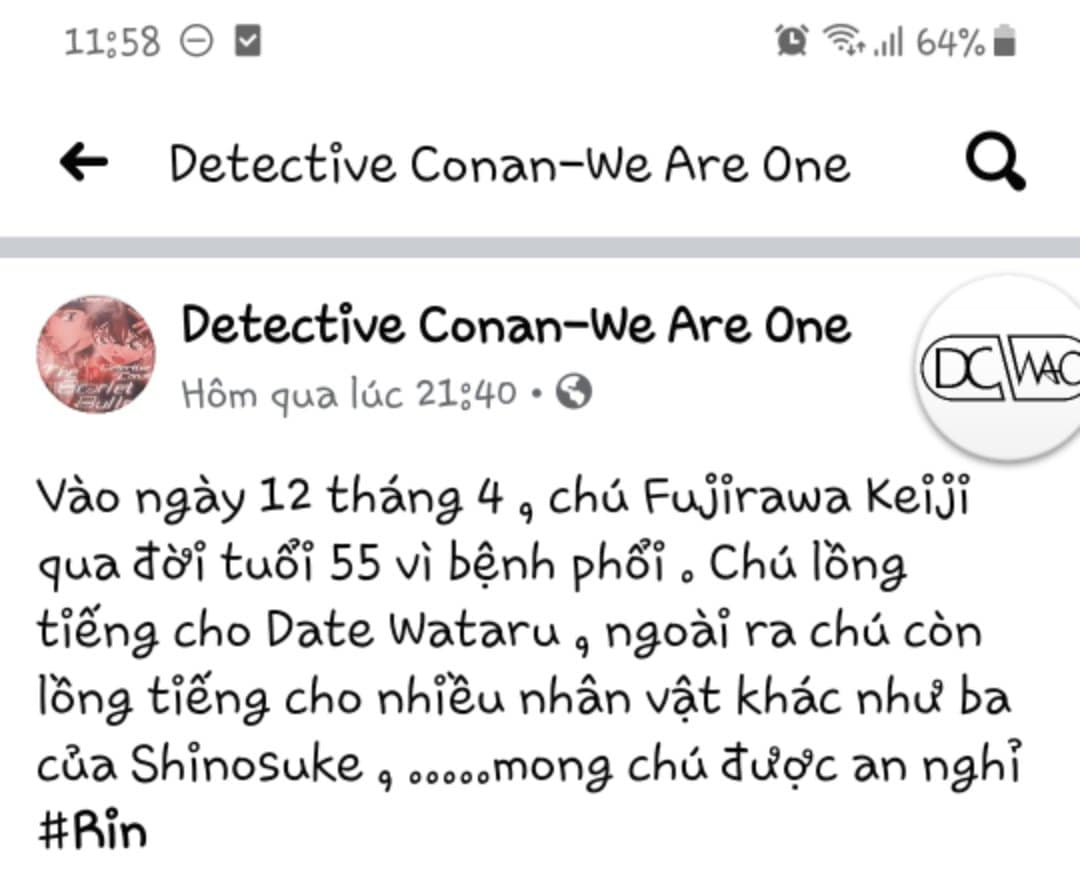 11:58 64%
Detective Conan-We Are One
Detective Conan-We Are One
Hôm qua lúc 21:40 •
DC WAO
Vào ngày 12 tháng 4 , chú Fujirawa Keiji
qua đời tuổi 55 vì bệnh phổi . Chú lồng
tiếng cho Date Wataru , ngoài ra chú còn
lồng tiếng cho nhiều nhân vật khác như ba
của Shinosuke , .....mong chú được an nghỉ
#Rin